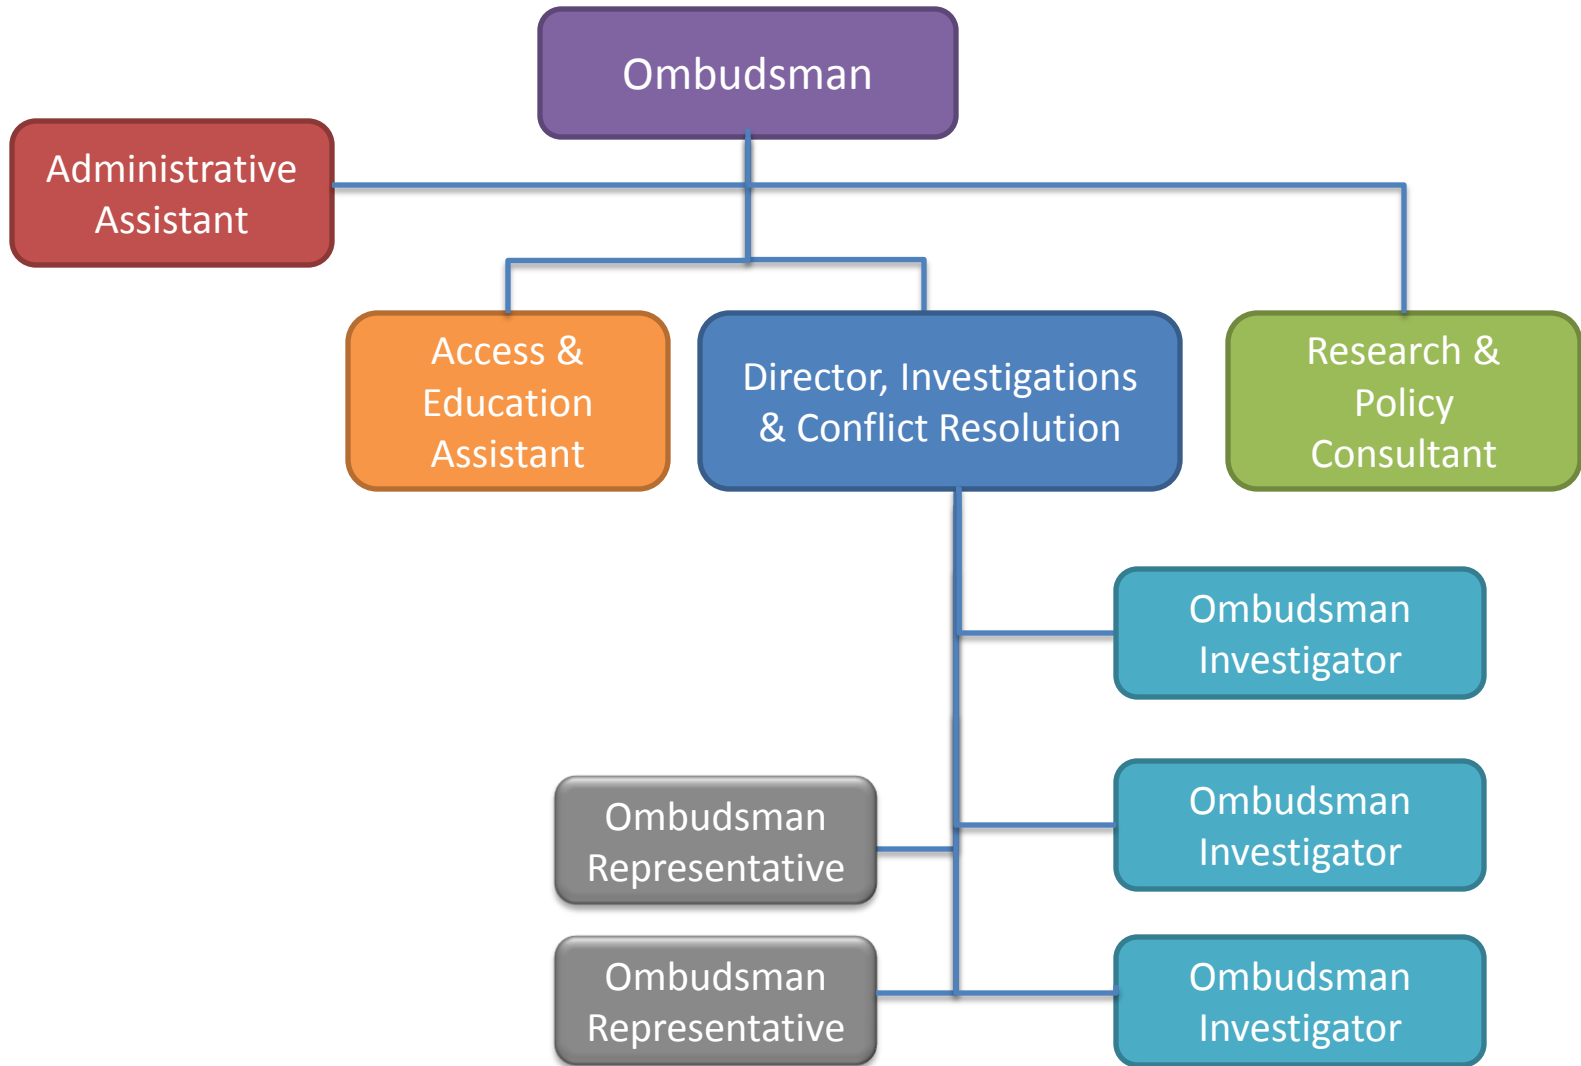 Ombudsman
Administrative
Assistant
Access &
Education
Assistant
Director, Investigations
& Conflict Resolution
Research &
Policy
Consultant
Ombudsman
Investigator
Ombudsman
Representative
Ombudsman
Investigator
Ombudsman
Representative
Ombudsman
Investigator